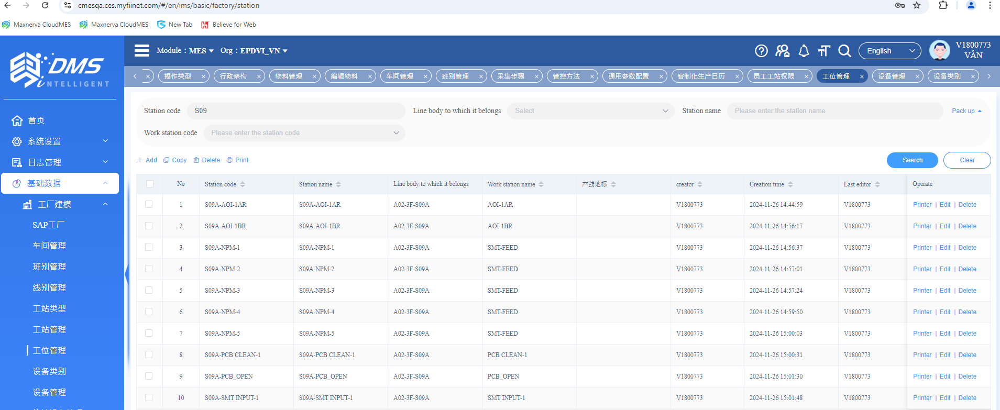 cmesqa.ces.myfiinet.com/#/en/ims/basic/factory/station
Maxnerva CloudMES Maxnerva CloudMES New Tab Believe for Web
DMS
iNTELLIGENT
Module : MES Org : EPDVI_VN English V1800773
VÂN
操作类型 行政架构 物料管理 编辑物料 车间管理 班别管理 采集步骤 管控方法 通用参数配置 客制化生产日历 员工工站权限 工位管理 设备管理 设备类别
首页
系统设置
日志管理
基础数据
工厂建模
SAP工厂
车间管理
班别管理
线别管理
工站类型
工站管理
工位管理
设备类别
设备管理
Station code S09 Line body to which it belongs Select Station name Please enter the station name Pack up
Work station code Please enter the station code
Add Copy Delete Print Search Clear
No Station code Station name Line body to which it belongs Work station name 产线地标 creator Creation time Last editor Operate
1 S09A-AOI-1AR S09A-AOI-1AR A02-3F-S09A AOI-1AR V1800773 2024-11-26 14:44:59 V1800773 Printer | Edit | Delete
2 S09A-AOI-1BR S09A-AOI-1BR A02-3F-S09A AOI-1BR V1800773 2024-11-26 14:56:17 V1800773 Printer | Edit | Delete
3 S09A-NPM-1 S09A-NPM-1 A02-3F-S09A SMT-FEED V1800773 2024-11-26 14:56:37 V1800773 Printer | Edit | Delete
4 S09A-NPM-2 S09A-NPM-2 A02-3F-S09A SMT-FEED V1800773 2024-11-26 14:57:01 V1800773 Printer | Edit | Delete
5 S09A-NPM-3 S09A-NPM-3 A02-3F-S09A SMT-FEED V1800773 2024-11-26 14:57:24 V1800773 Printer | Edit | Delete
6 S09A-NPM-4 S09A-NPM-4 A02-3F-S09A SMT-FEED V1800773 2024-11-26 14:59:50 V1800773 Printer | Edit | Delete
7 S09A-NPM-5 S09A-NPM-5 A02-3F-S09A SMT-FEED V1800773 2024-11-26 15:00:03 V1800773 Printer | Edit | Delete
8 S09A-PCB CLEAN-1 S09A-PCB CLEAN-1 A02-3F-S09A PCB CLEAN-1 V1800773 2024-11-26 15:00:31 V1800773 Printer | Edit | Delete
9 S09A-PCB_OPEN S09A-PCB_OPEN A02-3F-S09A PCB_OPEN V1800773 2024-11-26 15:01:30 V1800773 Printer | Edit | Delete
10 S09A-SMT INPUT-1 S09A-SMT INPUT-1 A02-3F-S09A SMT INPUT-1 V1800773 2024-11-26 15:01:48 V1800773 Printer | Edit | Delete